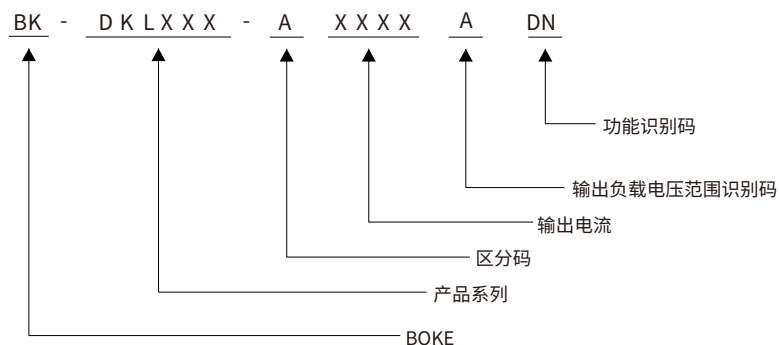 BK - DKLXXX - A XXXX A DN
功能识别码
输出负载电压范围识别码
输出电流
区分码
产品系列
BOKE